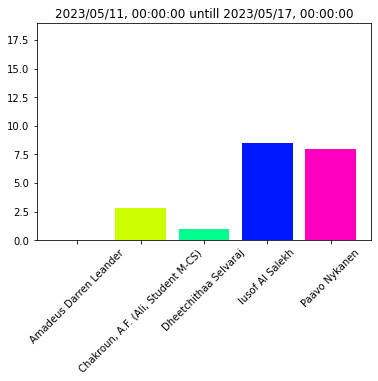 2023/05/11, 00:00:00 untill 2023/05/17, 00:00:00
17.5
15.0
12.5
10.0
7.5
5.0
2.5
0.0
Amadeus Darren Leander
Chakroun, A.F. (Ali, Student M-CS)
Dheetchithaa Selvaraj
Iusof Al Salekh
Paavo Nykanen